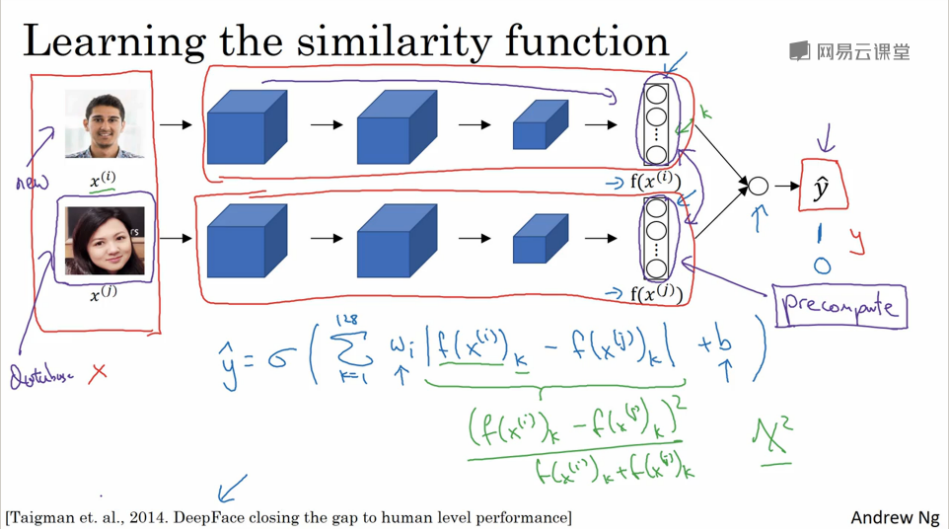 Learning the similarity function
网易云课堂
new
x^(i)
f(x^(i))
k
ŷ
1
0
y
x^(j)
f(x^(j))
precompute
Database
x
ŷ = σ ( ∑_{k=1}^{128} w_i |f(x^(i))_k - f(x^(j))_k| + b )
(f(x^(i))_k - f(x^(j))_k)^2
f(x^(i))_k + f(x^(j))_k
χ^2
[Taigman et. al., 2014. DeepFace closing the gap to human level performance]
Andrew Ng